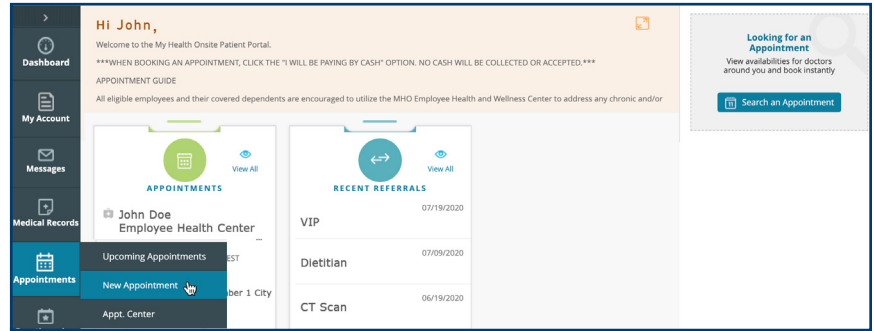 >
Dashboard
My Account
Messages
Medical Records
Appointments
Hi John,
Welcome to the My Health Onsite Patient Portal.
***WHEN BOOKING AN APPOINTMENT, CLICK THE "I WILL BE PAYING BY CASH" OPTION. NO CASH WILL BE COLLECTED OR ACCEPTED.***
APPOINTMENT GUIDE
All eligible employees and their covered dependents are encouraged to utilize the MHO Employee Health and Wellness Center to address any chronic and/or
View All
APPOINTMENTS
John Doe
Employee Health Center
...
EST
ber 1 City
Upcoming Appointments
New Appointment
Appt. Center
View All
RECENT REFERRALS
07/19/2020
VIP
07/09/2020
Dietitian
06/19/2020
CT Scan
Looking for an
Appointment
View availabilities for doctors
around you and book instantly
11 Search an Appointment